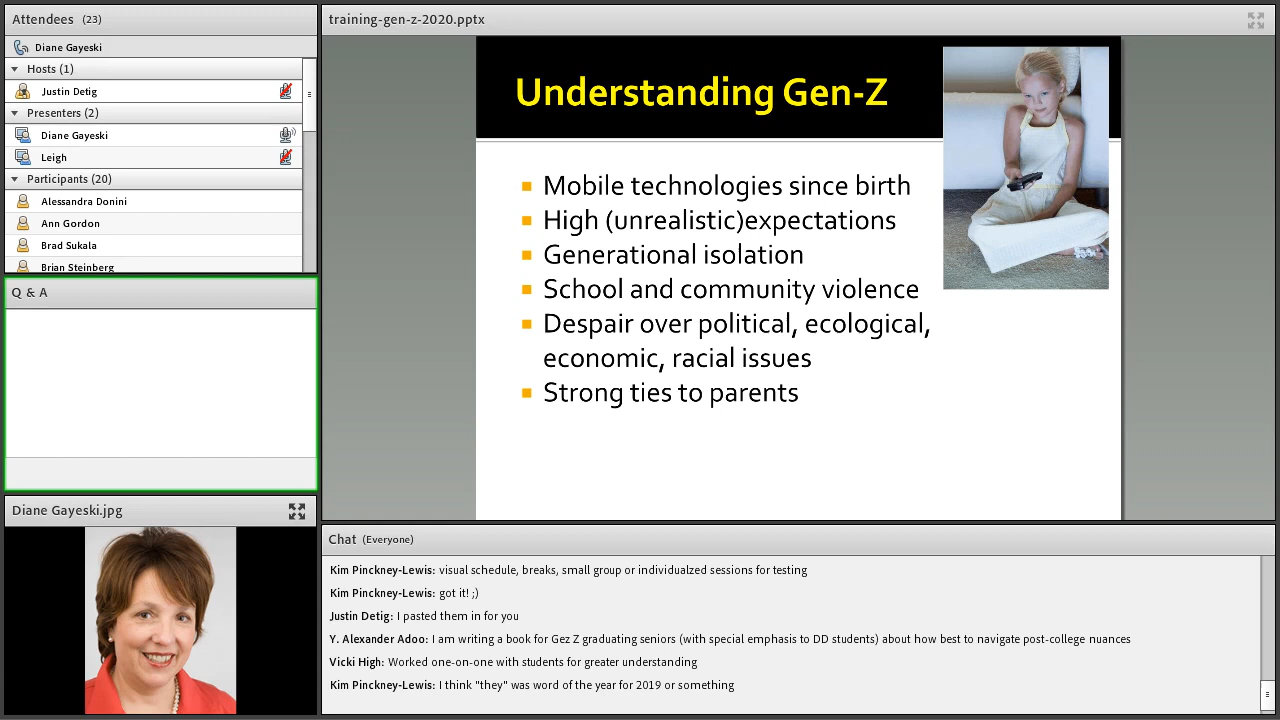 Attendees (23)
Diane Gayeski
Hosts (1)
Justin Detig
Presenters (2)
Diane Gayeski
Leigh
Participants (20)
Alessandra Donini
Ann Gordon
Brad Sukala
Brian Steinberg
Q & A
Diane Gayeski.jpg
training-gen-z-2020.pptx
Understanding Gen-Z
Mobile technologies since birth
High (unrealistic)expectations
Generational isolation
School and community violence
Despair over political, ecological,
economic, racial issues
Strong ties to parents
Chat (Everyone)
Kim Pinckney-Lewis: visual schedule, breaks, small group or individualzed sessions for testing
Kim Pinckney-Lewis: got it! ;)
Justin Detig: I pasted them in for you
Y. Alexander Adoo: I am writing a book for Gez Z graduating seniors (with special emphasis to DD students) about how best to navigate post-college nuances
Vicki High: Worked one-on-one with students for greater understanding
Kim Pinckney-Lewis: I think "they" was word of the year for 2019 or something